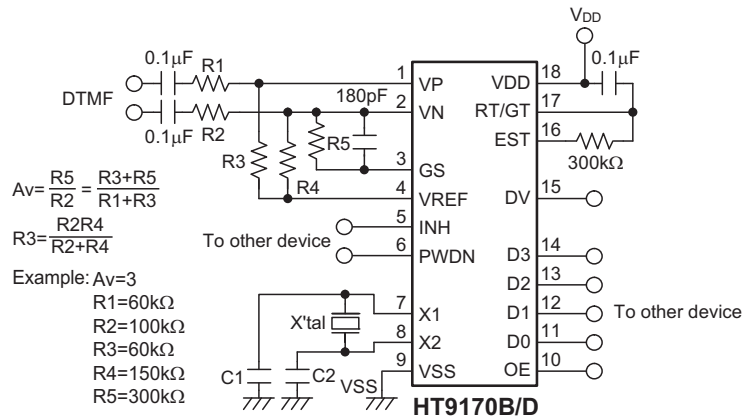 VDD
0.1μF
R1
DTMF
0.1μF
R2
180pF
R3
R4
R5
1 VP
2 VN
3 GS
4 VREF
5 INH
6 PWDN
7 X1
8 X2
9 VSS
VDD 18
RT/GT 17
EST 16
DV 15
D3 14
D2 13
D1 12
D0 11
OE 10
0.1μF
300kΩ
To other device
To other device
Av=R5/R2=R3+R5/R1+R3
R3=R2R4/R2+R4
Example: Av=3
R1=60kΩ
R2=100kΩ
R3=60kΩ
R4=150kΩ
R5=300kΩ
X'tal
C1
C2
VSS
HT9170B/D